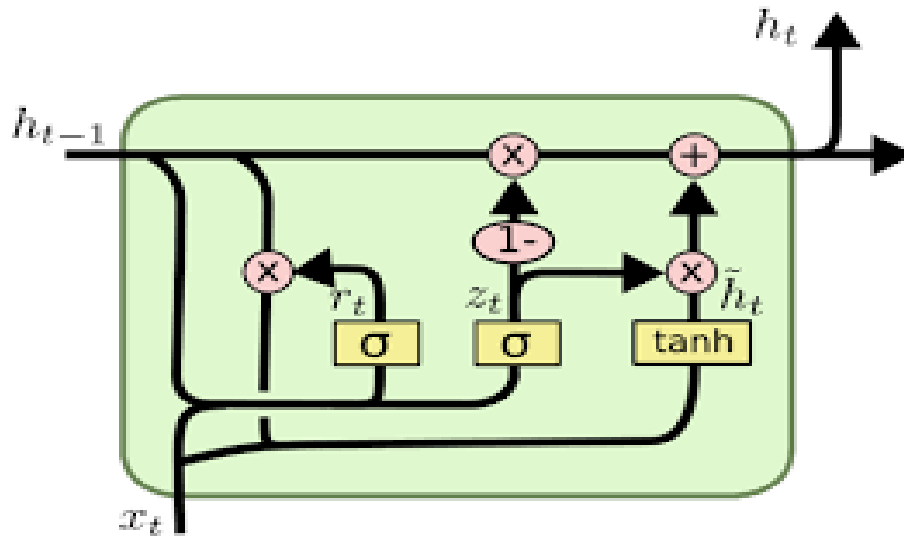 h_t
h_{t-1}
× +
1-
× r_t z_t × h̃_t
σ σ tanh
x_t